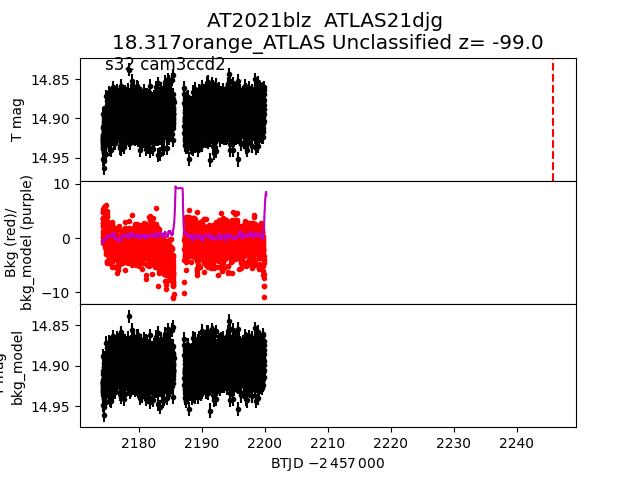 AT2021blz ATLAS21djg
18.317orange_ATLAS Unclassified z= -99.0
s32 cam3ccd2
14.85
14.90
14.95
T mag
10
0
−10
Bkg (red)/
bkg_model (purple)
14.85
14.90
14.95
mag
bkg_model
2180 2190 2200 2210 2220 2230 2240
BTJD −2 457 000